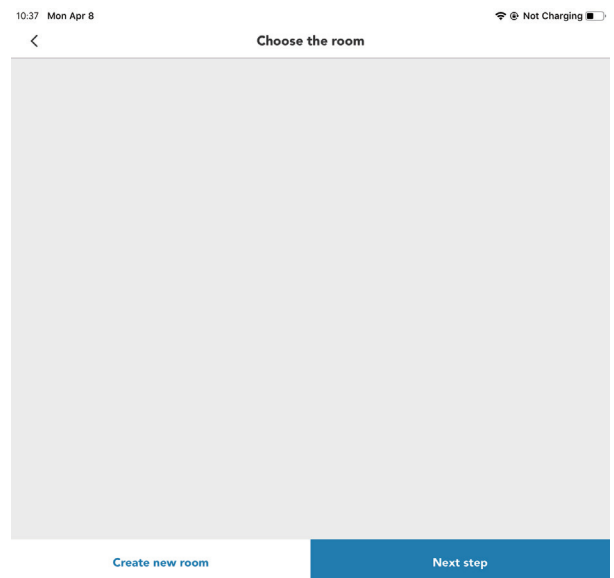 10:37 Mon Apr 8 Not Charging
Choose the room
Create new room Next step